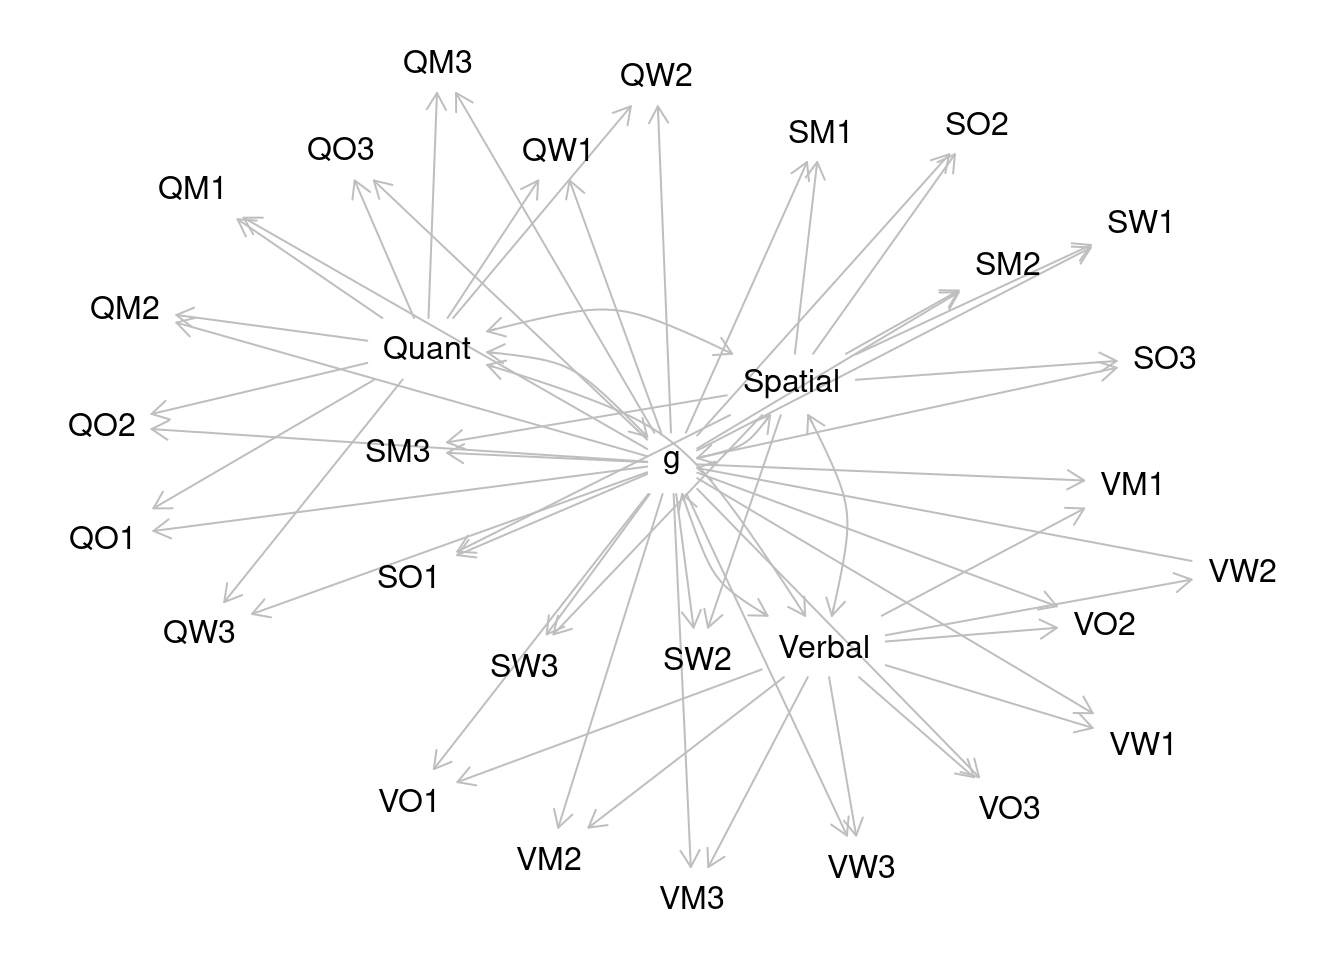 QM3
QW2
SO2
SM1
QO3
QW1
QM1
SW1
SM2
QM2
Quant
SO3
Spatial
QO2
SM3
g
VM1
QO1
VW2
SO1
VO2
QW3
Verbal
SW2
SW3
VW1
VO1
VO3
VM2
VW3
VM3